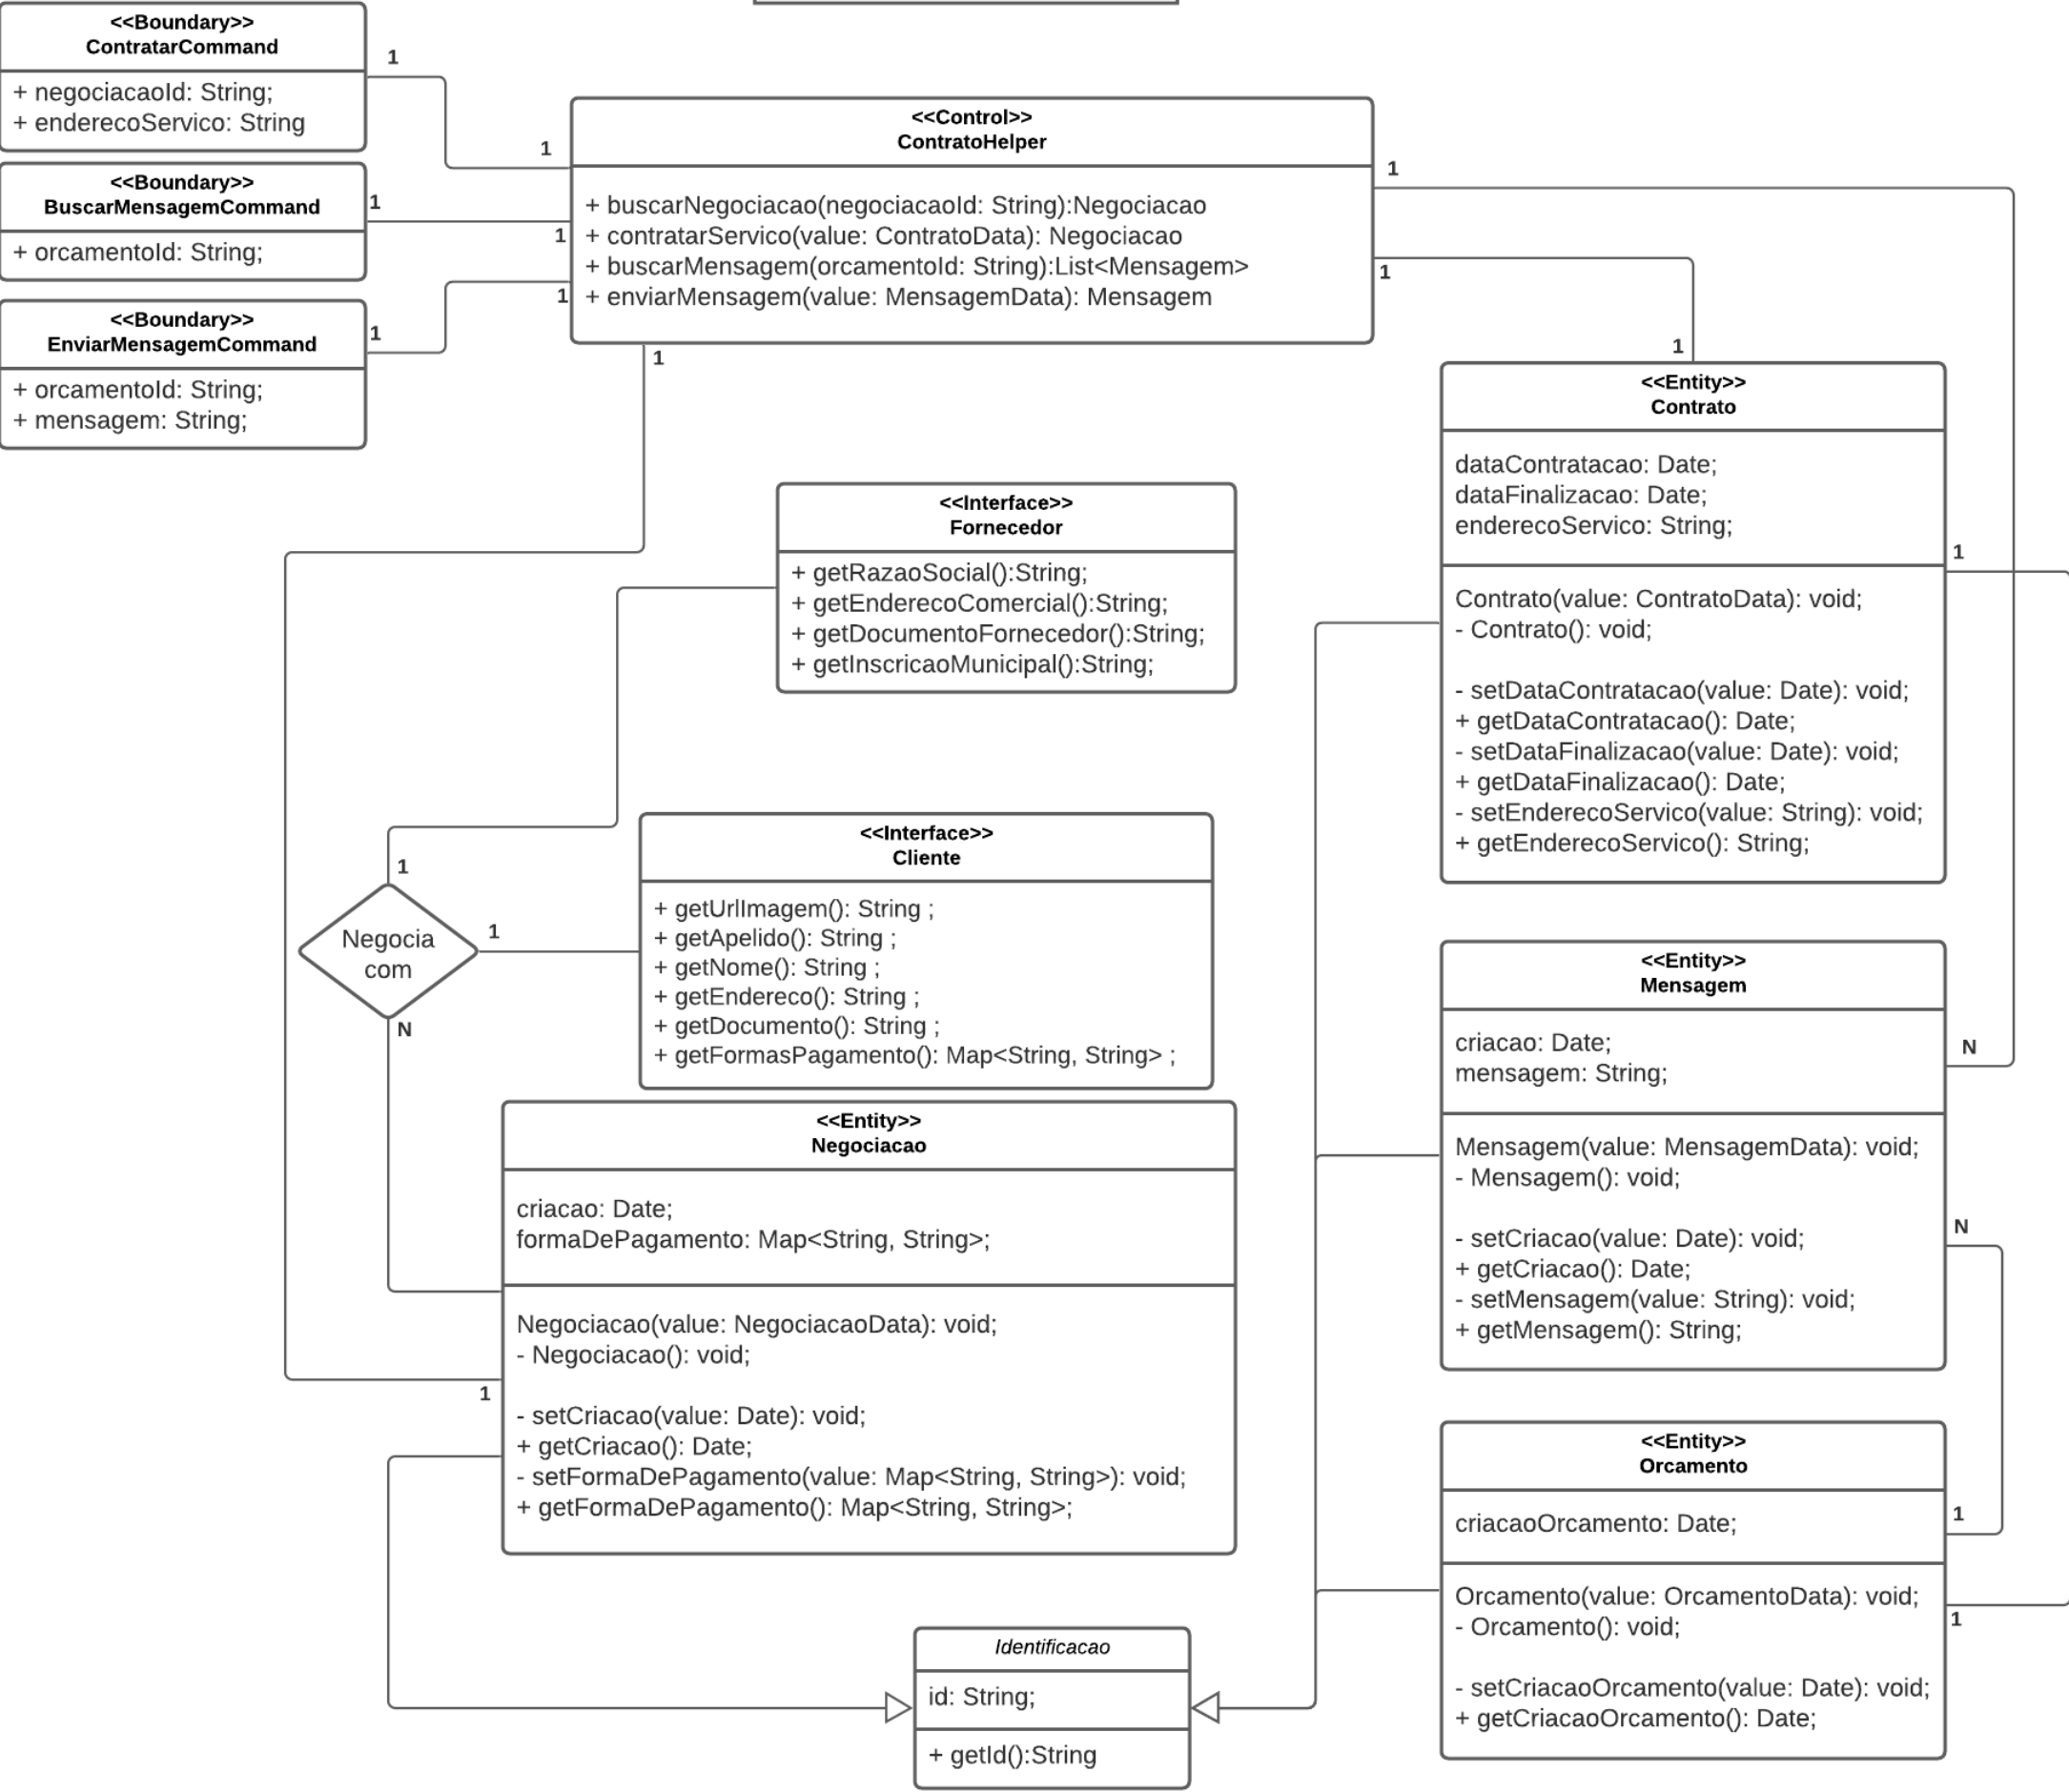 <<Boundary>>
ContratarCommand
+ negociacaoId: String;
+ enderecoServico: String
1
1
<<Boundary>>
BuscarMensagemCommand
+ orcamentoId: String;
1
1
<<Boundary>>
EnviarMensagemCommand
+ orcamentoId: String;
+ mensagem: String;
1
1
<<Control>>
ContratoHelper
+ buscarNegociacao(negociacaoId: String):Negociacao
+ contratarServico(value: ContratoData): Negociacao
+ buscarMensagem(orcamentoId: String):List<Mensagem>
+ enviarMensagem(value: MensagemData): Mensagem
1
1
1
1
<<Entity>>
Contrato
dataContratacao: Date;
dataFinalizacao: Date;
enderecoServico: String;
Contrato(value: ContratoData): void;
- Contrato(): void;
- setDataContratacao(value: Date): void;
+ getDataContratacao(): Date;
- setDataFinalizacao(value: Date): void;
+ getDataFinalizacao(): Date;
- setEnderecoServico(value: String): void;
+ getEnderecoServico(): String;
1
<<Interface>>
Fornecedor
+ getRazaoSocial():String;
+ getEnderecoComercial():String;
+ getDocumentoFornecedor():String;
+ getInscricaoMunicipal():String;
<<Interface>>
Cliente
+ getUrlImagem(): String ;
+ getApelido(): String ;
+ getNome(): String ;
+ getEndereco(): String ;
+ getDocumento(): String ;
+ getFormasPagamento(): Map<String, String> ;
1
Negocia
com
1
N
<<Entity>>
Negociacao
criacao: Date;
formaDePagamento: Map<String, String>;
Negociacao(value: NegociacaoData): void;
- Negociacao(): void;
- setCriacao(value: Date): void;
+ getCriacao(): Date;
- setFormaDePagamento(value: Map<String, String>): void;
+ getFormaDePagamento(): Map<String, String>;
1
<<Entity>>
Mensagem
criacao: Date;
mensagem: String;
Mensagem(value: MensagemData): void;
- Mensagem(): void;
- setCriacao(value: Date): void;
+ getCriacao(): Date;
- setMensagem(value: String): void;
+ getMensagem(): String;
N
N
<<Entity>>
Orcamento
criacaoOrcamento: Date;
Orcamento(value: OrcamentoData): void;
- Orcamento(): void;
- setCriacaoOrcamento(value: Date): void;
+ getCriacaoOrcamento(): Date;
1
1
Identificacao
id: String;
+ getId():String